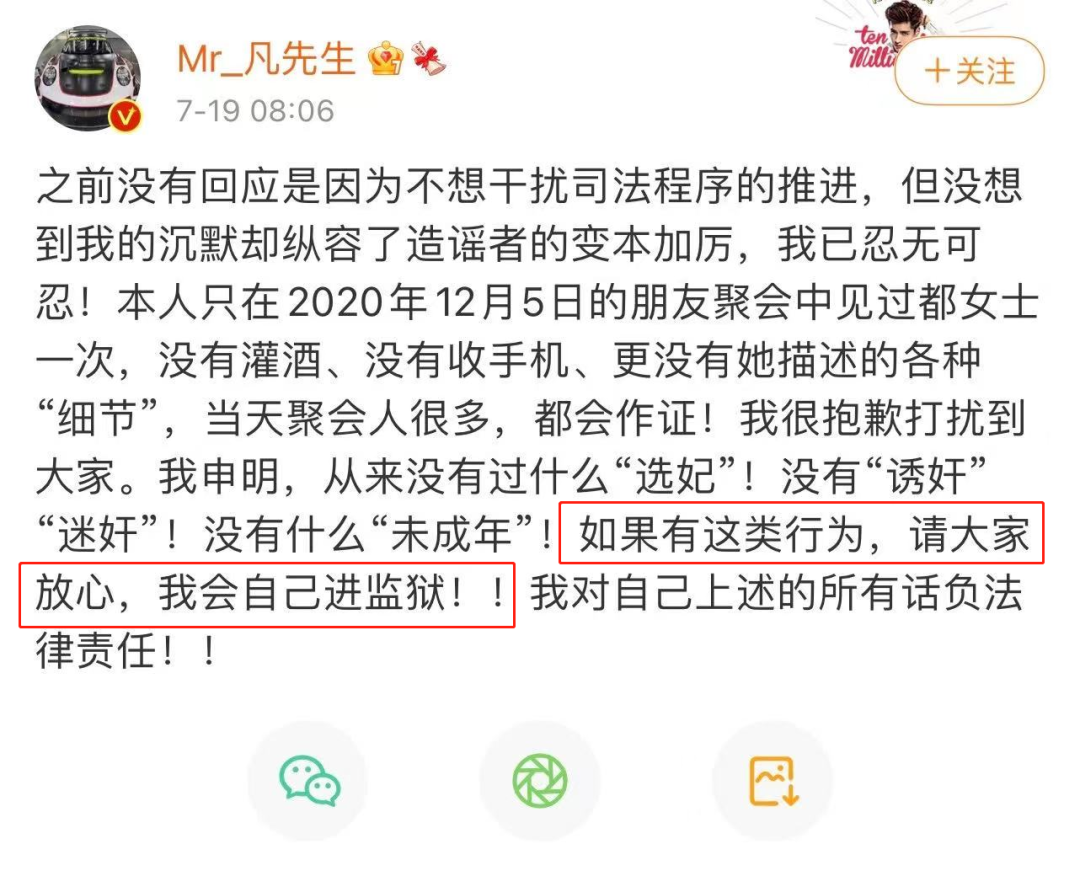 Mr_凡先生
7-19 08:06
ten
+关注
之前没有回应是因为不想干扰司法程序的推进，但没想
到我的沉默却纵容了造谣者的变本加厉，我已忍无可
忍！本人只在2020年12月5日的朋友聚会中见过都女士
一次，没有灌酒、没有收手机、更没有她描述的各种
“细节”，当天聚会人很多，都会作证！我很抱歉打扰到
大家。我申明，从来没有过什么“选妃”！没有“诱奸”
“迷奸”！没有什么“未成年”！如果有这类行为，请大家
放心，我会自己进监狱！！我对自己上述的所有话负法
律责任！！